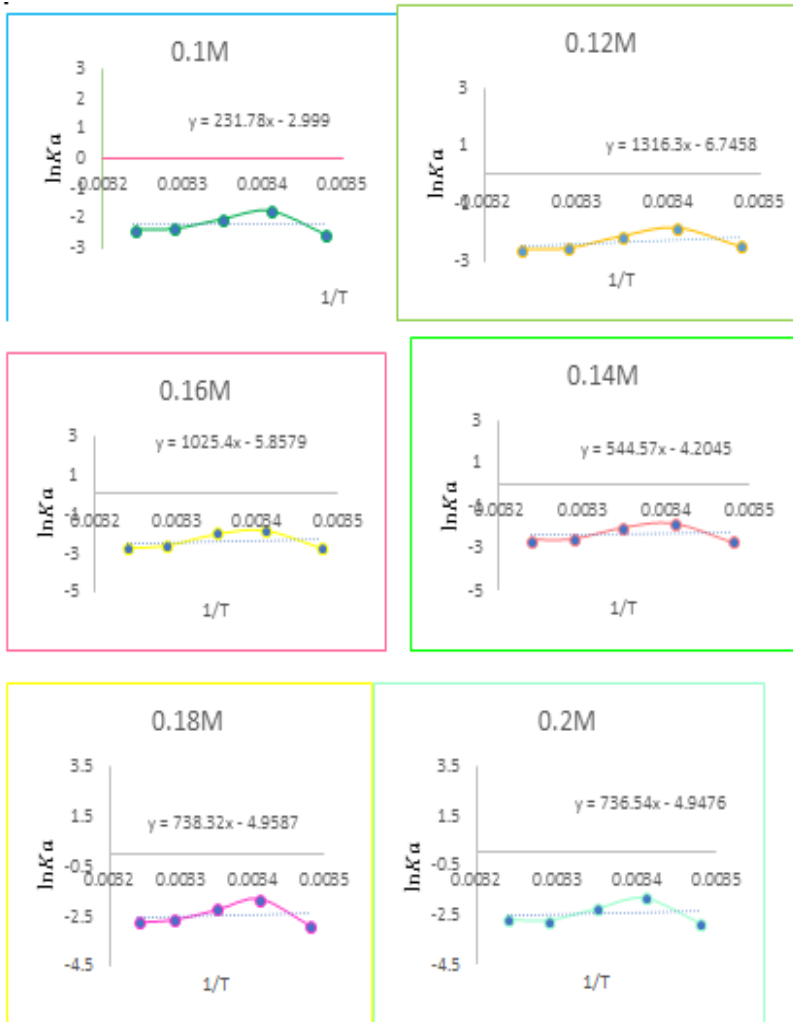 0.1M
3
2
1
0
-1
-2
-3
y = 231.78x - 2.999
0.0032 0.0033 0.0034 0.0035
lnKa
1/T
0.12M
3
1
-1
-3
y = 1316.3x - 6.7458
0.0032 0.0033 0.0034 0.0035
lnKa
1/T
0.16M
3
1
-1
-3
-5
y = 1025.4x - 5.8579
0.0032 0.0033 0.0034 0.0035
lnKa
1/T
0.14M
3
1
-1
-3
-5
y = 544.57x - 4.2045
0.0032 0.0033 0.0034 0.0035
lnKa
1/T
0.18M
3.5
1.5
-0.5
-2.5
-4.5
y = 738.32x - 4.9587
0.0032 0.0033 0.0034 0.0035
lnKa
1/T
0.2M
3.5
1.5
-0.5
-2.5
-4.5
y = 736.54x - 4.9476
0.0032 0.0033 0.0034 0.0035
lnKa
1/T